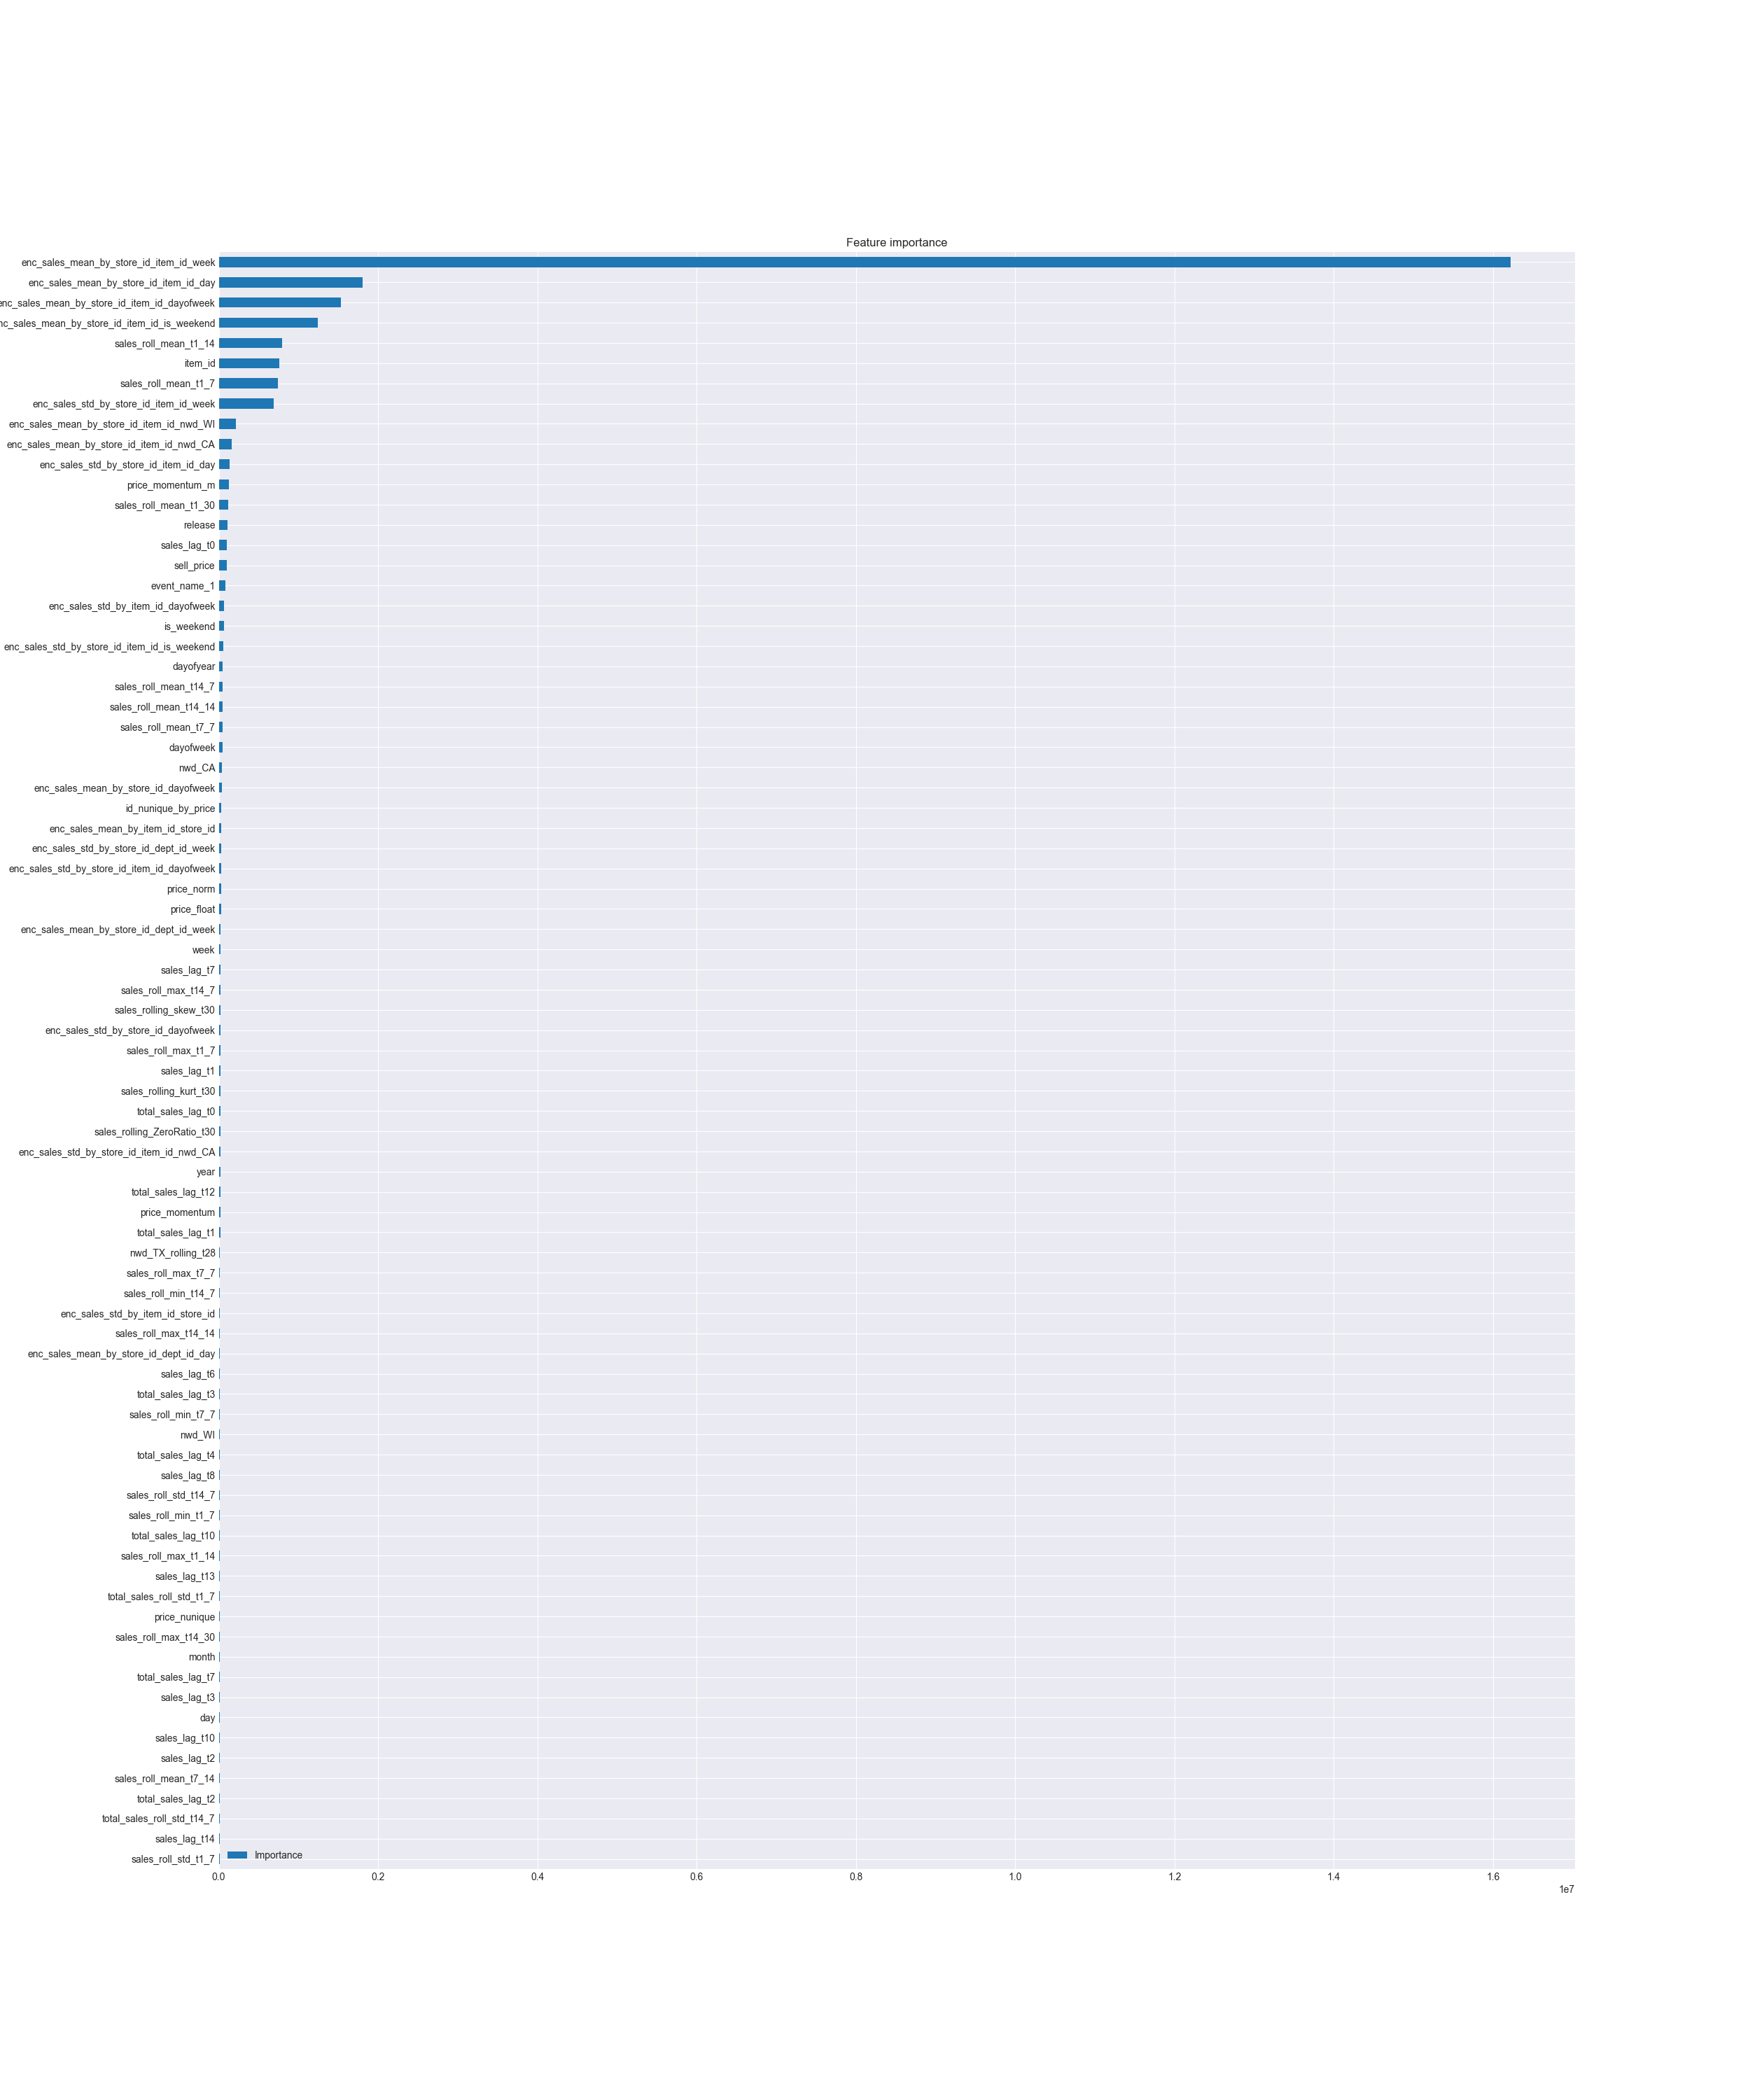 Feature importance
enc_sales_mean_by_store_id_item_id_week
enc_sales_mean_by_store_id_item_id_day
enc_sales_mean_by_store_id_item_id_dayofweek
nc_sales_mean_by_store_id_item_id_is_weekend
sales_roll_mean_t1_14
item_id
sales_roll_mean_t1_7
enc_sales_std_by_store_id_item_id_week
enc_sales_mean_by_store_id_item_id_nwd_WI
enc_sales_mean_by_store_id_item_id_nwd_CA
enc_sales_std_by_store_id_item_id_day
price_momentum_m
sales_roll_mean_t1_30
release
sales_lag_t0
sell_price
event_name_1
enc_sales_std_by_item_id_dayofweek
is_weekend
enc_sales_std_by_store_id_item_id_is_weekend
dayofyear
sales_roll_mean_t14_7
sales_roll_mean_t14_14
sales_roll_mean_t7_7
dayofweek
nwd_CA
enc_sales_mean_by_store_id_dayofweek
id_nunique_by_price
enc_sales_mean_by_item_id_store_id
enc_sales_std_by_store_id_dept_id_week
enc_sales_std_by_store_id_item_id_dayofweek
price_norm
price_float
enc_sales_mean_by_store_id_dept_id_week
week
sales_lag_t7
sales_roll_max_t14_7
sales_rolling_skew_t30
enc_sales_std_by_store_id_dayofweek
sales_roll_max_t1_7
sales_lag_t1
sales_rolling_kurt_t30
total_sales_lag_t0
sales_rolling_ZeroRatio_t30
enc_sales_std_by_store_id_item_id_nwd_CA
year
total_sales_lag_t12
price_momentum
total_sales_lag_t1
nwd_TX_rolling_t28
sales_roll_max_t7_7
sales_roll_min_t14_7
enc_sales_std_by_item_id_store_id
sales_roll_max_t14_14
enc_sales_mean_by_store_id_dept_id_day
sales_lag_t6
total_sales_lag_t3
sales_roll_min_t7_7
nwd_WI
total_sales_lag_t4
sales_lag_t8
sales_roll_std_t14_7
sales_roll_min_t1_7
total_sales_lag_t10
sales_roll_max_t1_14
sales_lag_t13
total_sales_roll_std_t1_7
price_nunique
sales_roll_max_t14_30
month
total_sales_lag_t7
sales_lag_t3
day
sales_lag_t10
sales_lag_t2
sales_roll_mean_t7_14
total_sales_lag_t2
total_sales_roll_std_t14_7
sales_lag_t14
sales_roll_std_t1_7
Importance
0.0 0.2 0.4 0.6 0.8 1.0 1.2 1.4 1.6
1e7